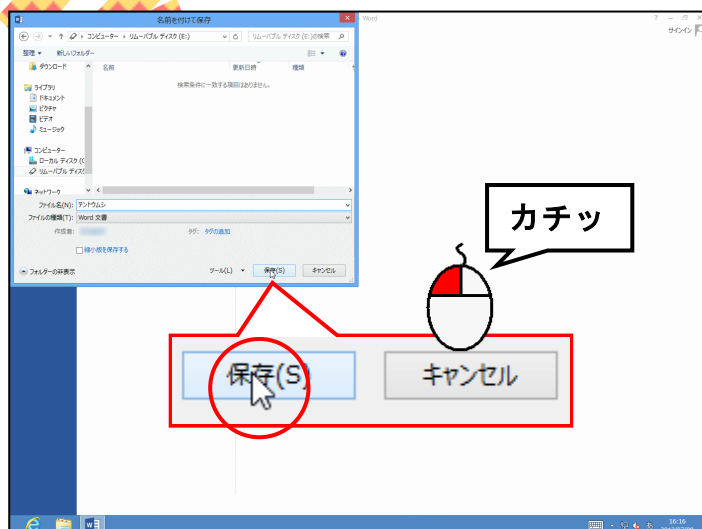 名前を付けて保存
- Word
サインイン
コンピューター ▸ リムーバブル ディスク (E:)
リムーバブル ディスク (E:)の検索
整理 ▾ 新しいフォルダー
ダウンロード
名前 更新日時 種類
検索条件に一致する項目はありません。
ライブラリ
ドキュメント
ピクチャ
ビデオ
ミュージック
コンピューター
ローカル ディスク (C
リムーバブル ディスク
ネットワーク
ファイル名(N): テントウムシ
ファイルの種類(T): Word 文書
作成者:
タグ: タグの追加
縮小版を保存する
フォルダーの非表示
ツール(L) ▾
保存(S)
キャンセル
カチッ
保存(S)
キャンセル
あ
16:16